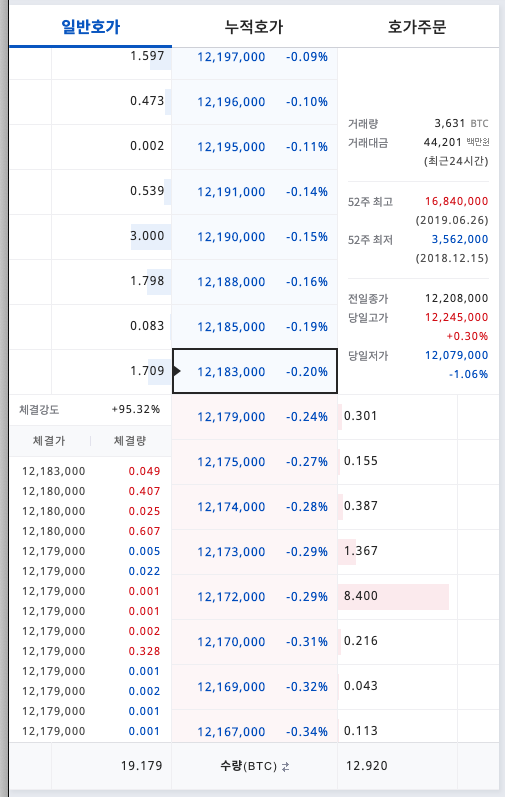 일반호가 누적호가 호가주문
1.597 12,197,000 -0.09%
0.473 12,196,000 -0.10%
0.002 12,195,000 -0.11%
0.539 12,191,000 -0.14%
3.000 12,190,000 -0.15%
1.798 12,188,000 -0.16%
0.083 12,185,000 -0.19%
1.709 12,183,000 -0.20%
거래량 3,631 BTC
거래대금 44,201 백만원
(최근24시간)
52주 최고 16,840,000
(2019.06.26)
52주 최저 3,562,000
(2018.12.15)
전일종가 12,208,000
당일고가 12,245,000
+0.30%
당일저가 12,079,000
-1.06%
체결강도 +95.32%
체결가 체결량
12,183,000 0.049
12,180,000 0.407
12,180,000 0.025
12,180,000 0.607
12,179,000 0.005
12,179,000 0.022
12,179,000 0.001
12,179,000 0.001
12,179,000 0.002
12,179,000 0.328
12,179,000 0.001
12,179,000 0.002
12,179,000 0.001
12,179,000 0.001
12,179,000 -0.24% 0.301
12,175,000 -0.27% 0.155
12,174,000 -0.28% 0.387
12,173,000 -0.29% 1.367
12,172,000 -0.29% 8.400
12,170,000 -0.31% 0.216
12,169,000 -0.32% 0.043
12,167,000 -0.34% 0.113
19.179 수량(BTC) ⇄ 12.920